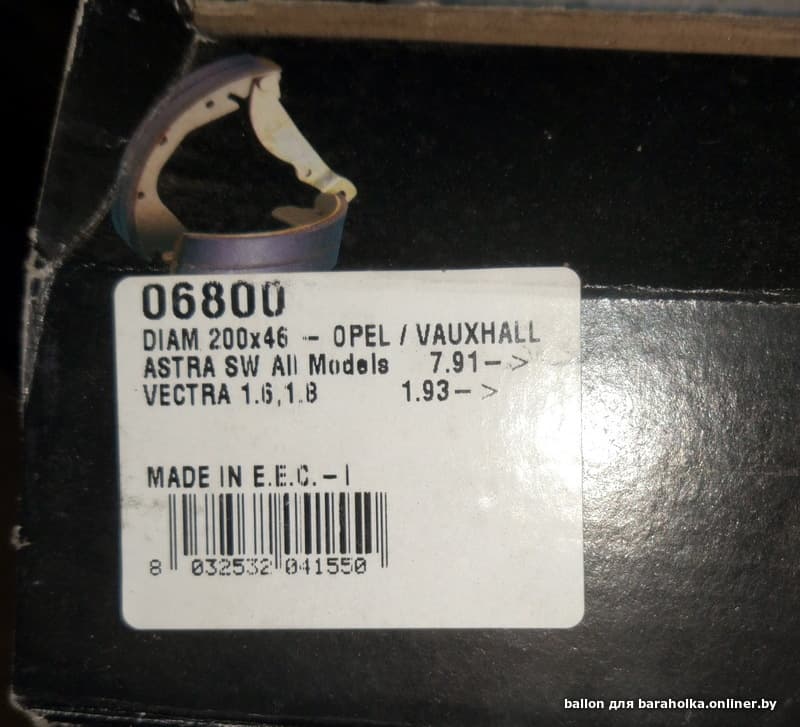 06800
DIAM 200x46 - OPEL / VAUXHALL
ASTRA SW All Models 7.91->
VECTRA 1.6,1.8 1.93->
MADE IN E.E.C.-I
8 032532 041550
ballon для baraholka.onliner.by